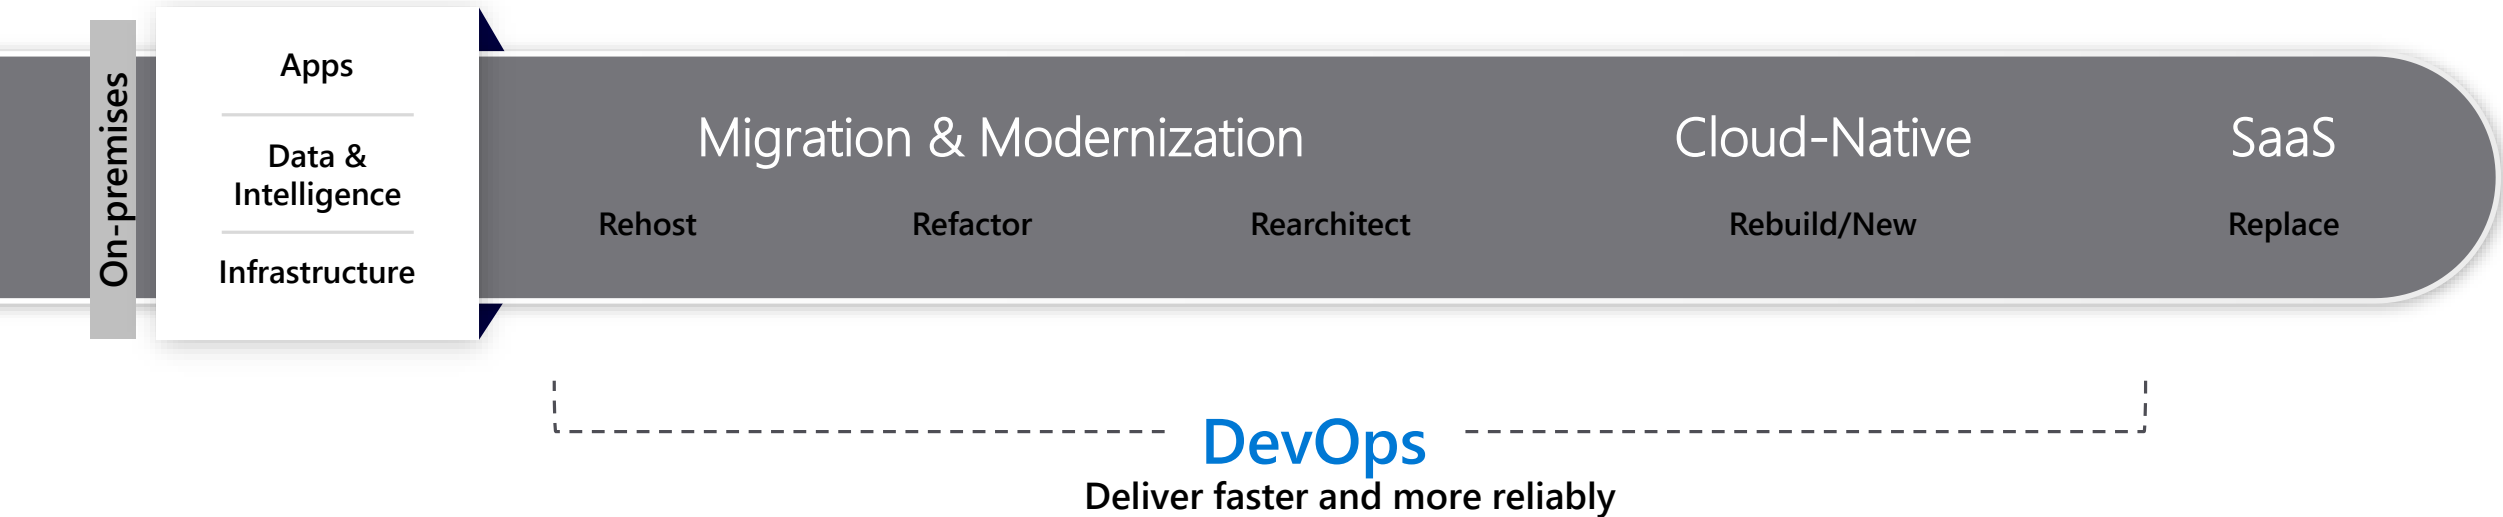 On-premises
Apps
Data &
Intelligence
Infrastructure
Migration & Modernization
Cloud-Native
SaaS
Rehost
Refactor
Rearchitect
Rebuild/New
Replace
DevOps
Deliver faster and more reliably